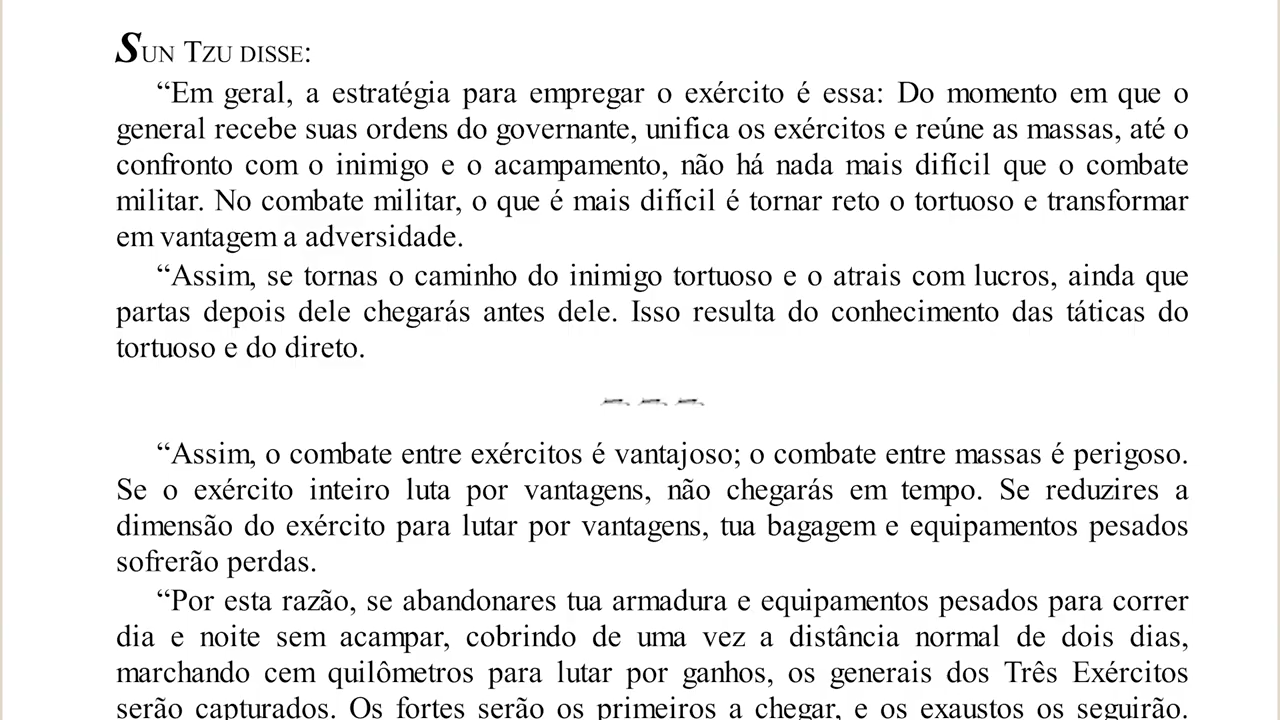 SUN TZU DISSE:
“Em geral, a estratégia para empregar o exército é essa: Do momento em que o
general recebe suas ordens do governante, unifica os exércitos e reúne as massas, até o
confronto com o inimigo e o acampamento, não há nada mais difícil que o combate
militar. No combate militar, o que é mais difícil é tornar reto o tortuoso e transformar
em vantagem a adversidade.
“Assim, se tornas o caminho do inimigo tortuoso e o atrais com lucros, ainda que
partas depois dele chegarás antes dele. Isso resulta do conhecimento das táticas do
tortuoso e do direto.
“Assim, o combate entre exércitos é vantajoso; o combate entre massas é perigoso.
Se o exército inteiro luta por vantagens, não chegarás em tempo. Se reduzires a
dimensão do exército para lutar por vantagens, tua bagagem e equipamentos pesados
sofrerão perdas.
“Por esta razão, se abandonares tua armadura e equipamentos pesados para correr
dia e noite sem acampar, cobrindo de uma vez a distância normal de dois dias,
marchando cem quilômetros para lutar por ganhos, os generais dos Três Exércitos
serão capturados. Os fortes serão os primeiros a chegar, e os exaustos os seguirão.